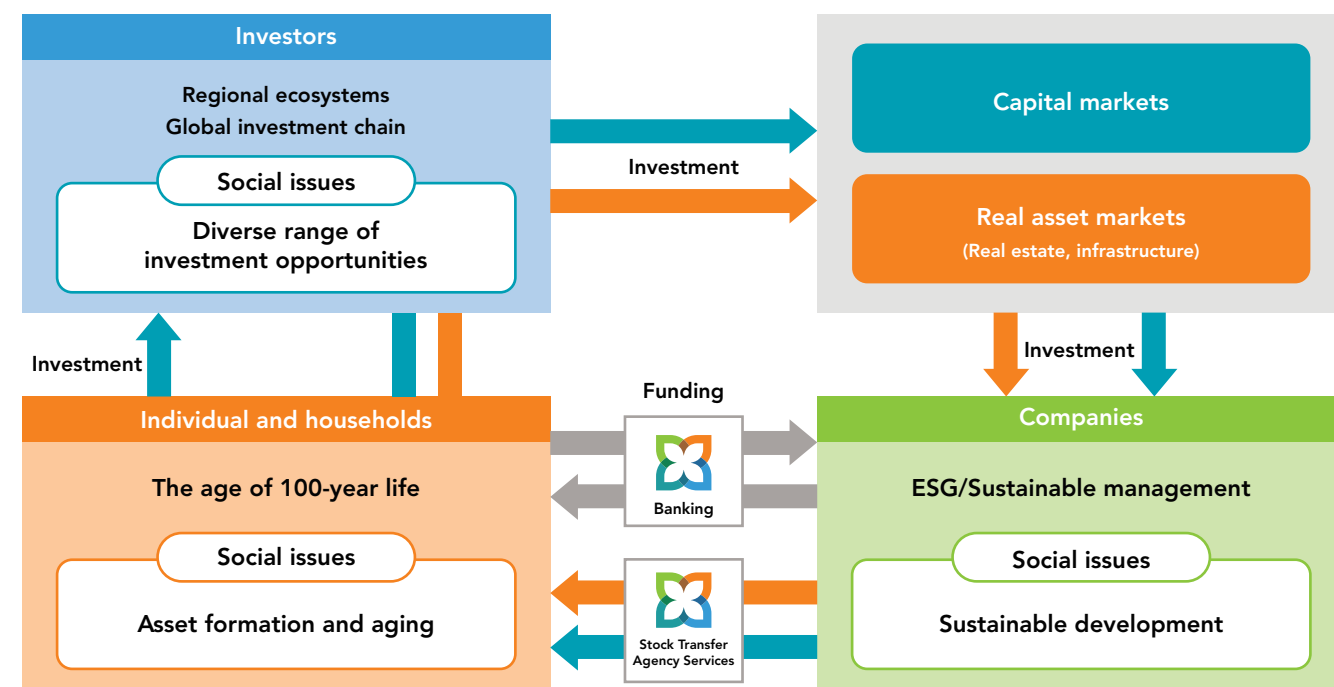 Investors
Regional ecosystems
Global investment chain
Social issues
Diverse range of
investment opportunities
Investment
Capital markets
Real asset markets
(Real estate, infrastructure)
Investment
Investment
Individual and households
The age of 100-year life
Social issues
Asset formation and aging
Funding
Banking
Stock Transfer
Agency Services
Companies
ESG/Sustainable management
Social issues
Sustainable development